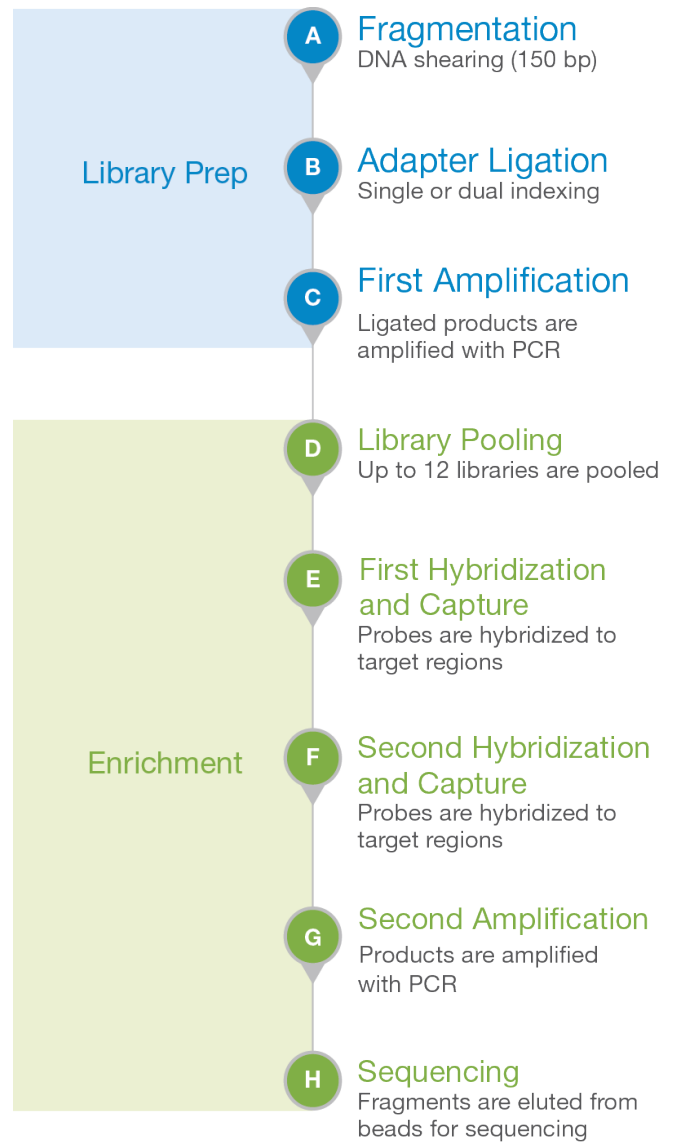 A
Fragmentation
DNA shearing (150 bp)
Library Prep
B
Adapter Ligation
Single or dual indexing
C
First Amplification
Ligated products are
amplified with PCR
D
Library Pooling
Up to 12 libraries are pooled
E
First Hybridization
and Capture
Probes are hybridized to
target regions
Enrichment
F
Second Hybridization
and Capture
Probes are hybridized to
target regions
G
Second Amplification
Products are amplified
with PCR
H
Sequencing
Fragments are eluted from
beads for sequencing